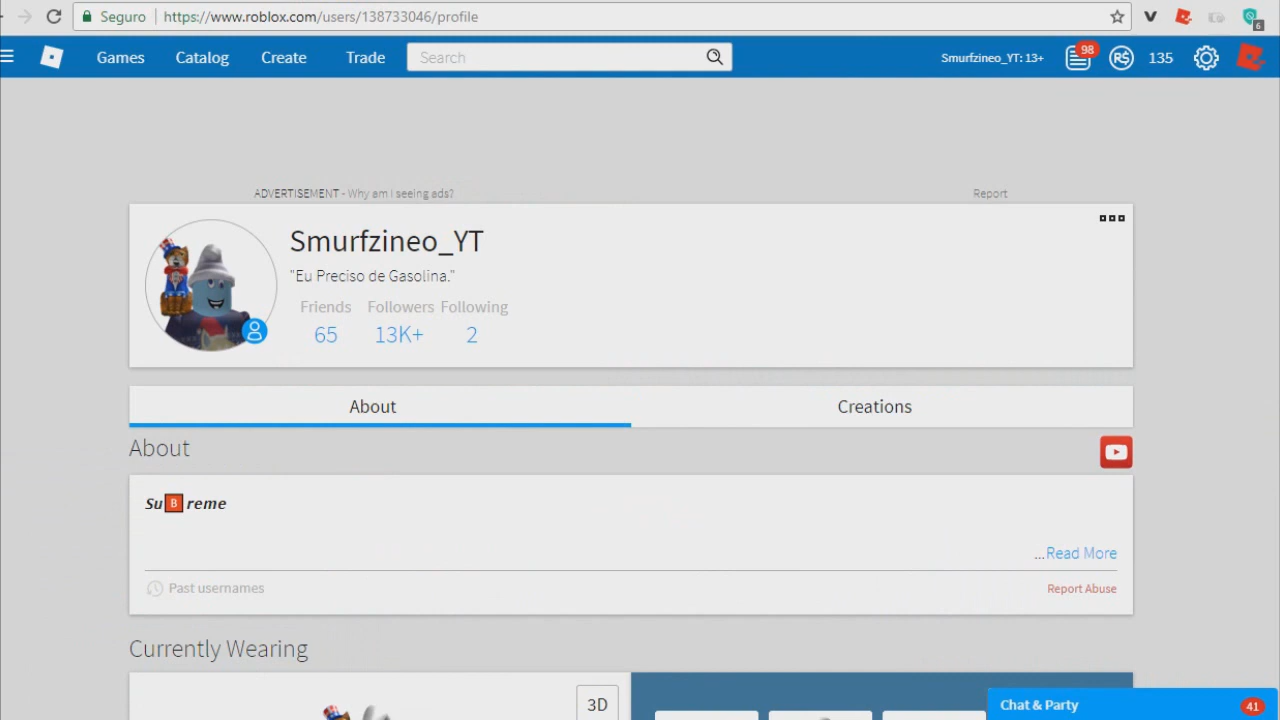 Seguro https://www.roblox.com/users/138733046/profile
6
Games Catalog Create Trade Search Smurfzineo_YT: 13+ 98 R$ 135
ADVERTISEMENT - Why am I seeing ads? Report
Smurfzineo_YT
"Eu Preciso de Gasolina."
Friends Followers Following
65 13K+ 2
About Creations
About
Su B reme
...Read More
Past usernames Report Abuse
Currently Wearing
3D
Chat & Party 41